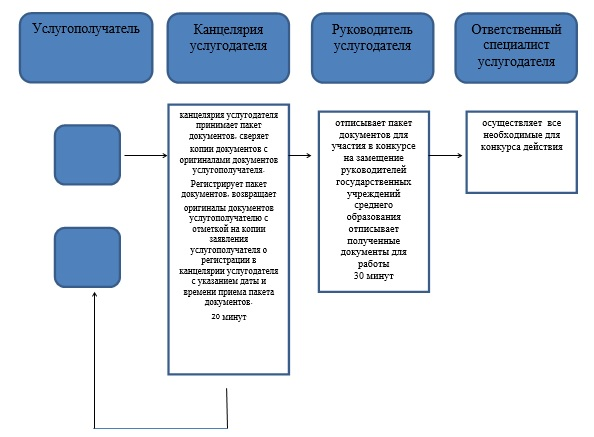 Услугополучатель
Канцелярия
услугодателя
Руководитель
услугодателя
Ответственный
специалист
услугодателя
канцелярия услугодателя
принимает пакет
документов, сверяет
копии документов с
оригиналами документов
услугополучателя.
Регистрирует пакет
документов, возвращает
оригиналы документов
услугополучателю с
отметкой на копии
заявления
услугополучателя о
регистрации в
канцелярии услугодателя
с указанием даты и
времени приема пакета
документов.
20 минут
отписывает пакет
документов для
участия в конкурсе
на замещение
руководителей
государственных
учреждений
среднего
образования
отписывает
полученные
документы для
работы
30 минут
осуществляет все
необходимые для
конкурса действия